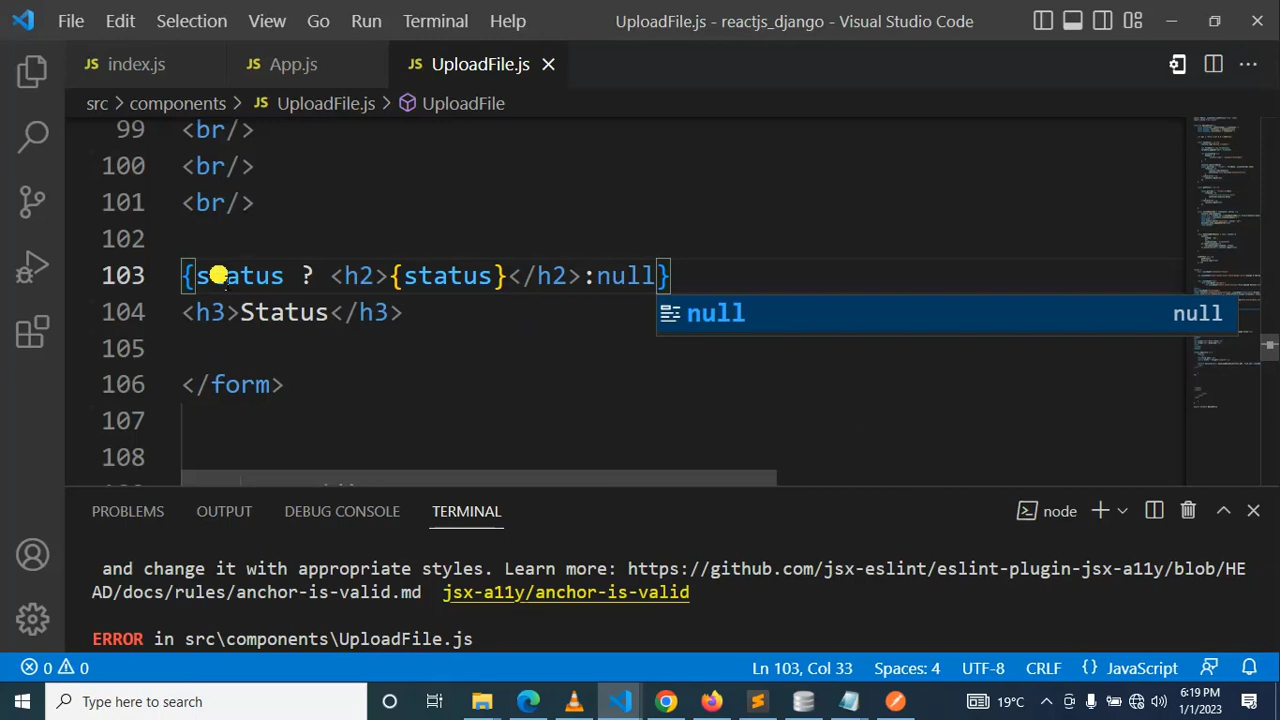 File Edit Selection View Go Run Terminal Help UploadFile.js - reactjs_django - Visual Studio Code
JS index.js JS App.js JS UploadFile.js
src > components > JS UploadFile.js > UploadFile
99 <br/>
100 <br/>
101 <br/>
102
103 {status ? <h2>{status}</h2>:null}
104 <h3>Status</h3>
null null
105
106 </form>
107
108
PROBLEMS OUTPUT DEBUG CONSOLE TERMINAL node
and change it with appropriate styles. Learn more: https://github.com/jsx-eslint/eslint-plugin-jsx-a11y/blob/HE
AD/docs/rules/anchor-is-valid.md jsx-a11y/anchor-is-valid
ERROR in src\components\UploadFile.js
0 0 Ln 103, Col 33 Spaces: 4 UTF-8 CRLF {} JavaScript
Type here to search 19°C 6:19 PM
1/1/2023